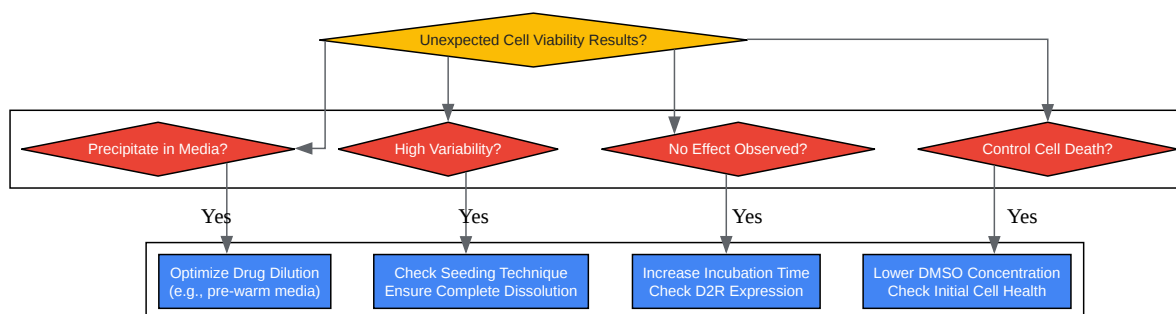 Unexpected Cell Viability Results?
Precipitate in Media?
High Variability?
No Effect Observed?
Control Cell Death?
Yes
Yes
Yes
Yes
Optimize Drug Dilution
(e.g., pre-warm media)
Check Seeding Technique
Ensure Complete Dissolution
Increase Incubation Time
Check D2R Expression
Lower DMSO Concentration
Check Initial Cell Health